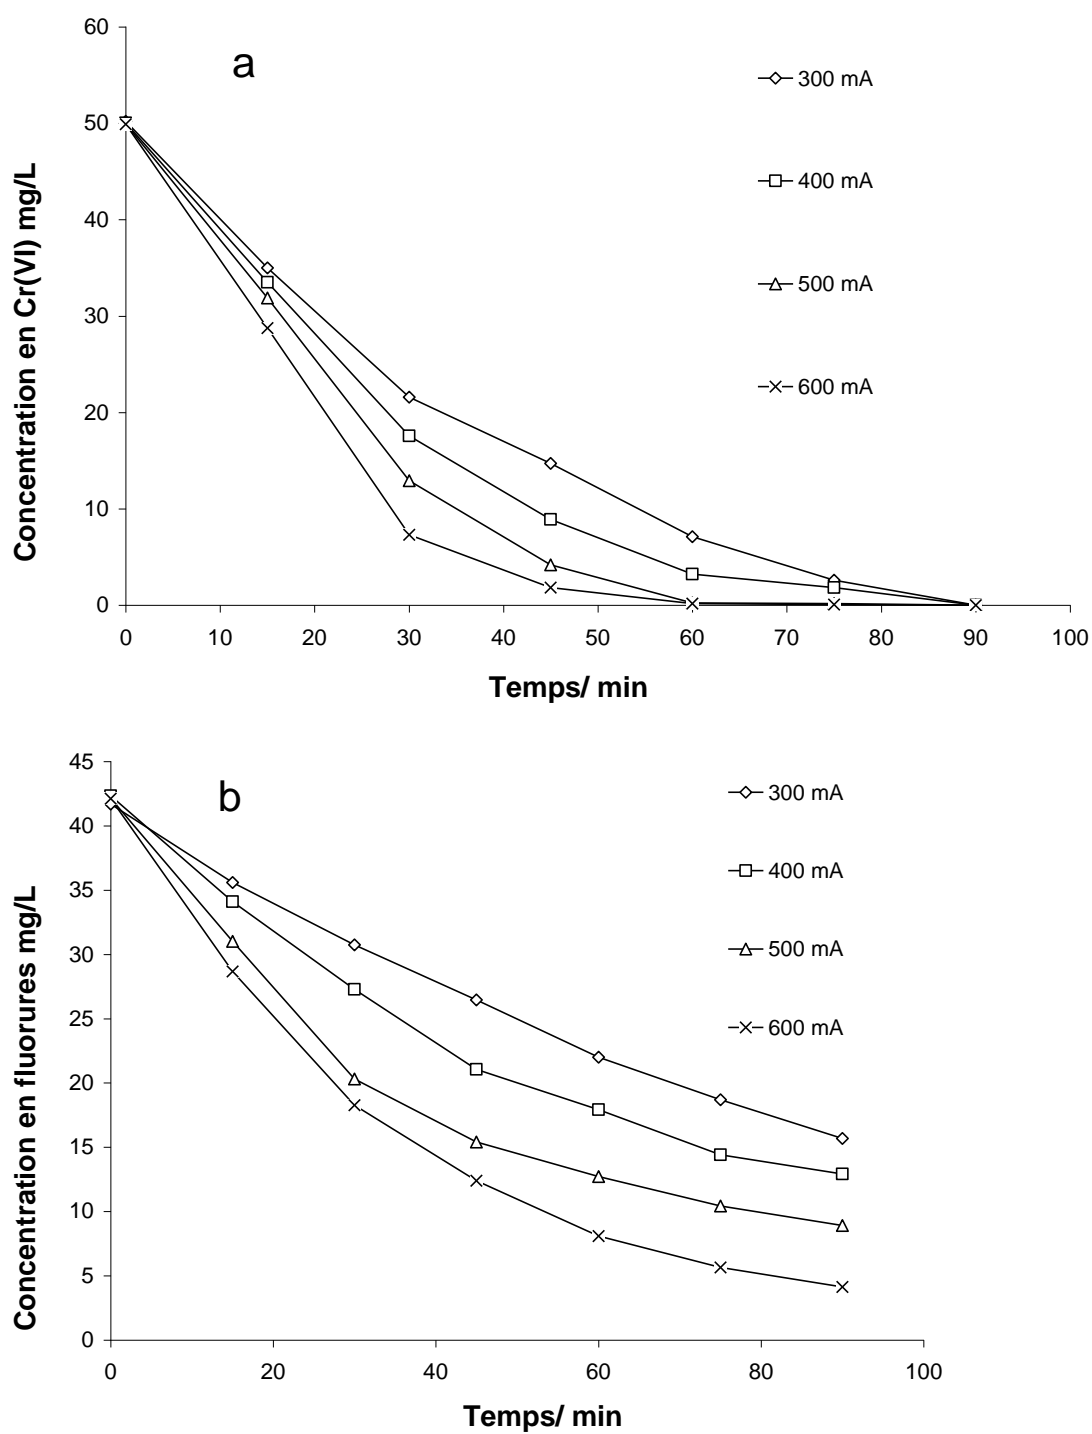 a
Concentration en Cr(VI) mg/L
60
50
40
30
20
10
0
0 10 20 30 40 50 60 70 80 90 100
Temps/ min
300 mA
400 mA
500 mA
600 mA
b
Concentration en fluorures mg/L
45
40
35
30
25
20
15
10
5
0
0 20 40 60 80 100
Temps/ min
300 mA
400 mA
500 mA
600 mA